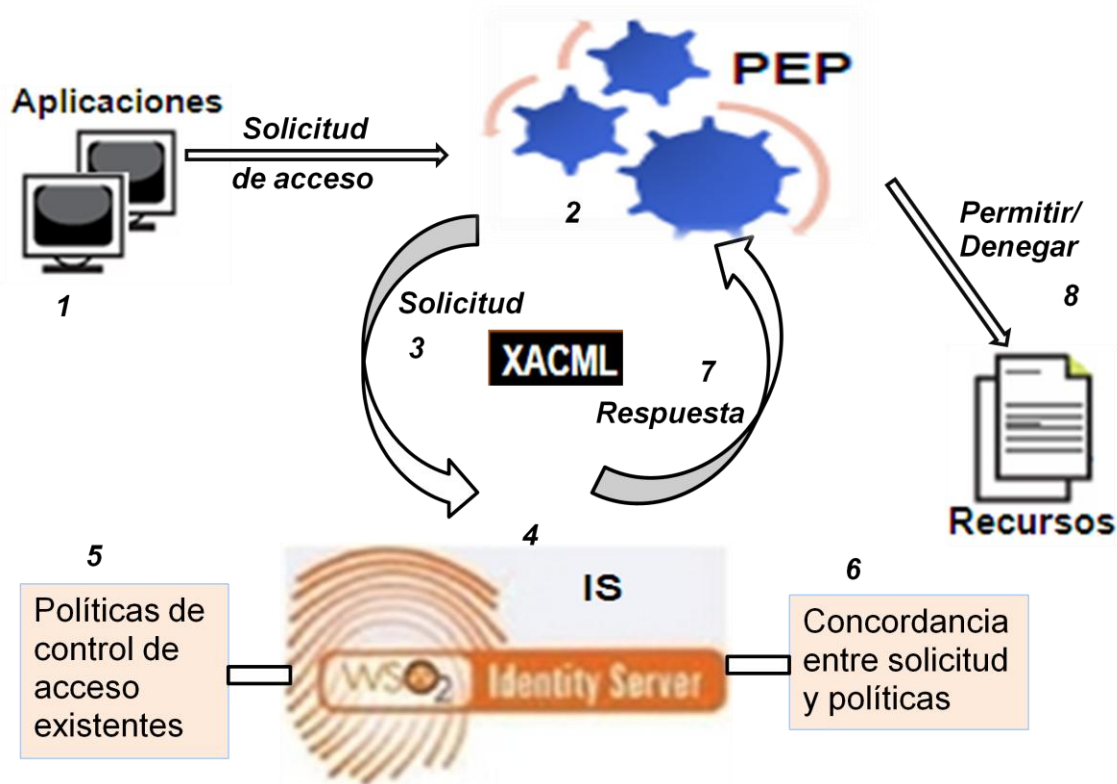 Aplicaciones
Solicitud
de acceso
PEP
1
2
Permitir/
Denegar
8
Solicitud
3
XACML
7
Respuesta
Recursos
4
5
Políticas de
control de
acceso
existentes
IS
WSO2 Identity Server
6
Concordancia
entre solicitud
y políticas